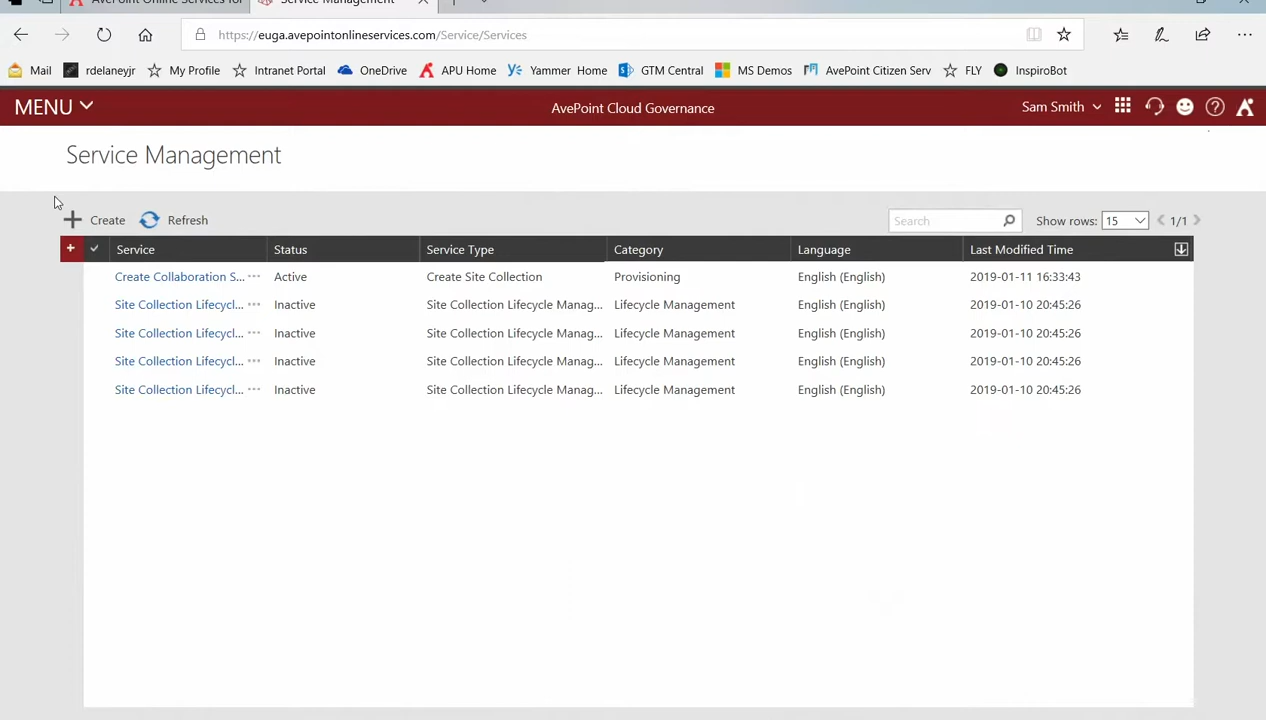 AvePoint Online Services for
Service Management
https://euga.avepointonlineservices.com/Service/Services
Mail rdelaneyjr My Profile Intranet Portal OneDrive APU Home Yammer Home GTM Central MS Demos AvePoint Citizen Serv FLY InspiroBot
MENU AvePoint Cloud Governance Sam Smith
Service Management
Create Refresh Search Show rows: 15 1/1
Service Status Service Type Category Language Last Modified Time
Create Collaboration S... Active Create Site Collection Provisioning English (English) 2019-01-11 16:33:43
Site Collection Lifecycl... Inactive Site Collection Lifecycle Manag... Lifecycle Management English (English) 2019-01-10 20:45:26
Site Collection Lifecycl... Inactive Site Collection Lifecycle Manag... Lifecycle Management English (English) 2019-01-10 20:45:26
Site Collection Lifecycl... Inactive Site Collection Lifecycle Manag... Lifecycle Management English (English) 2019-01-10 20:45:26
Site Collection Lifecycl... Inactive Site Collection Lifecycle Manag... Lifecycle Management English (English) 2019-01-10 20:45:26